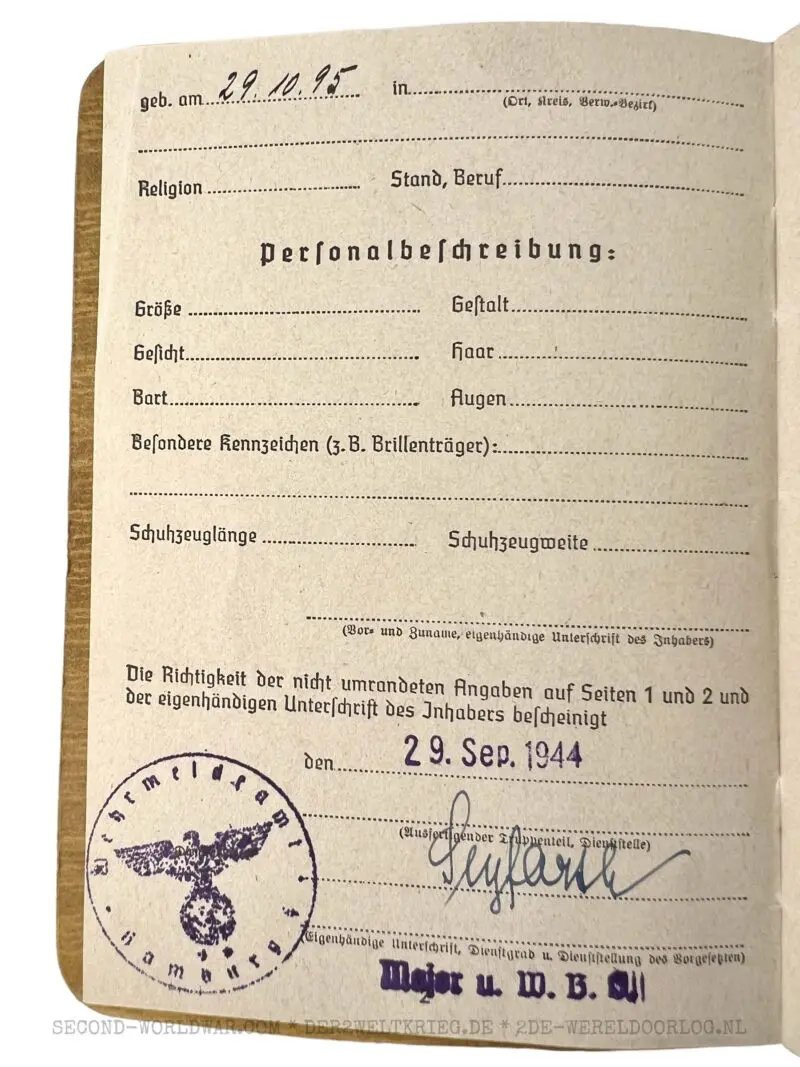 geb. am 29.10.95 in
(Ort, Kreis, Verw.-Bezirk)
Religion Stand, Beruf
Personalbeschreibung:
Größe Gestalt
Gesicht Haar
Bart Augen
Besondere Kennzeichen (z.B. Brillenträger):
Schuhzeuglänge Schuhzeugweite
(Vor- und Zuname, eigenhändige Unterschrift des Inhabers)
Die Richtigkeit der nicht umrandeten Angaben auf Seiten 1 und 2 und
der eigenhändigen Unterschrift des Inhabers bescheinigt
den 29. Sep. 1944
(Ausfertigender Truppenteil, Dienststelle)
Seyfarth
Wehrmeldeamt
Hamburg
(Eigenhändige Unterschrift, Dienstgrad u. Dienststellung des Vorgesetzten)
Major u. W. B.
2
SECOND-WORLDWAR.COM * DER2WELTKRIEG.DE * 2DE-WERELDOORLOG.NL